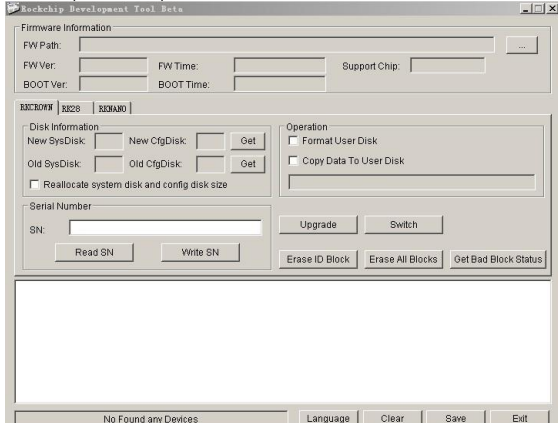 Rockchip Development Tool Beta
Firmware Information
FW Path: ...
FW Ver: FW Time: Support Chip:
BOOT Ver: BOOT Time:
RKCROWN RK28 RKNANO
Disk Information Operation
New SysDisk: New CfgDisk: Get Format User Disk
Old SysDisk: Old CfgDisk: Get Copy Data To User Disk
Reallocate system disk and config disk size
Serial Number
SN: Upgrade Switch
Read SN Write SN Erase ID Block Erase All Blocks Get Bad Block Status
No Found any Devices Language Clear Save Exit